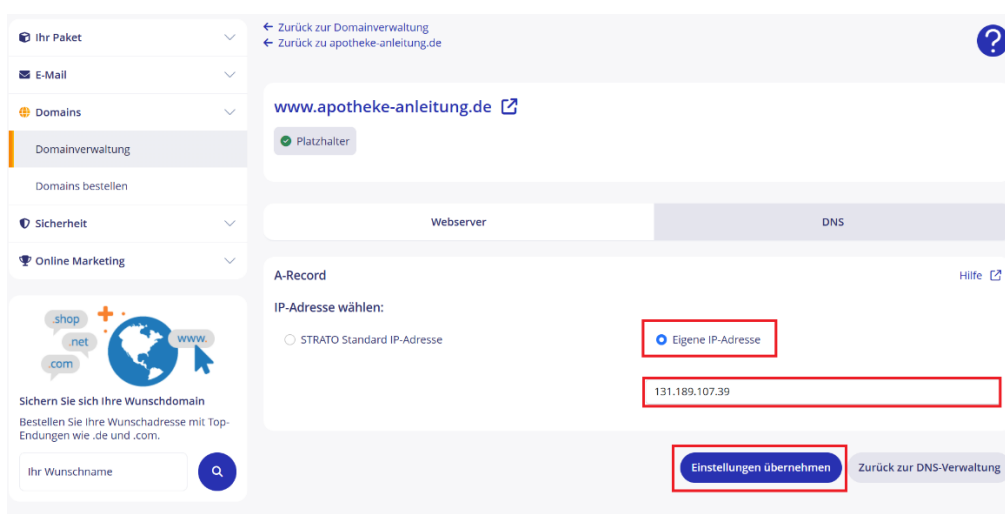 Ihr Paket
E-Mail
Domains
Domainverwaltung
Domains bestellen
Sicherheit
Online Marketing
.shop
.net
.com
www.
Sichern Sie sich Ihre Wunschdomain
Bestellen Sie Ihre Wunschadresse mit Top-
Endungen wie .de und .com.
Ihr Wunschname
← Zurück zur Domainverwaltung
← Zurück zu apotheke-anleitung.de
?
www.apotheke-anleitung.de
Platzhalter
Webserver
DNS
A-Record
Hilfe
IP-Adresse wählen:
STRATO Standard IP-Adresse
Eigene IP-Adresse
131.189.107.39
Einstellungen übernehmen
Zurück zur DNS-Verwaltung